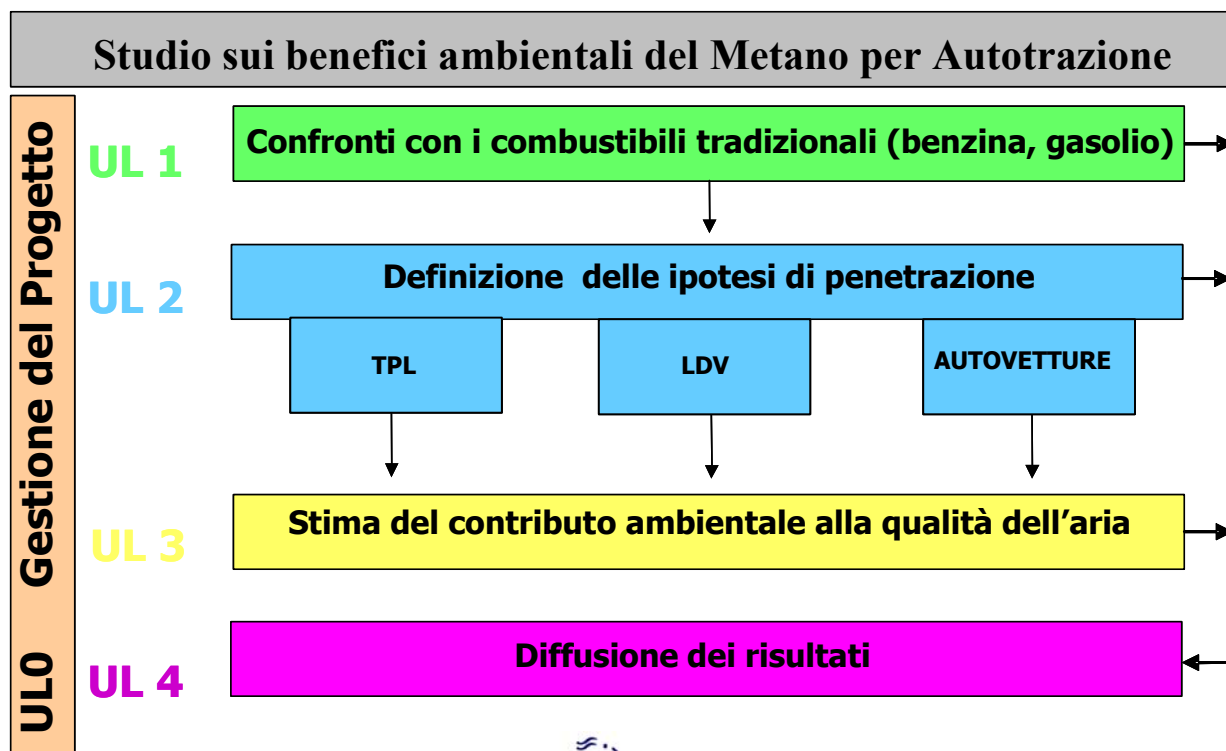 Studio sui benefici ambientali del Metano per Autotrazione
UL0 Gestione del Progetto
UL 1
Confronti con i combustibili tradizionali (benzina, gasolio)
UL 2
Definizione delle ipotesi di penetrazione
TPL
LDV
AUTOVETTURE
UL 3
Stima del contributo ambientale alla qualità dell’aria
UL 4
Diffusione dei risultati